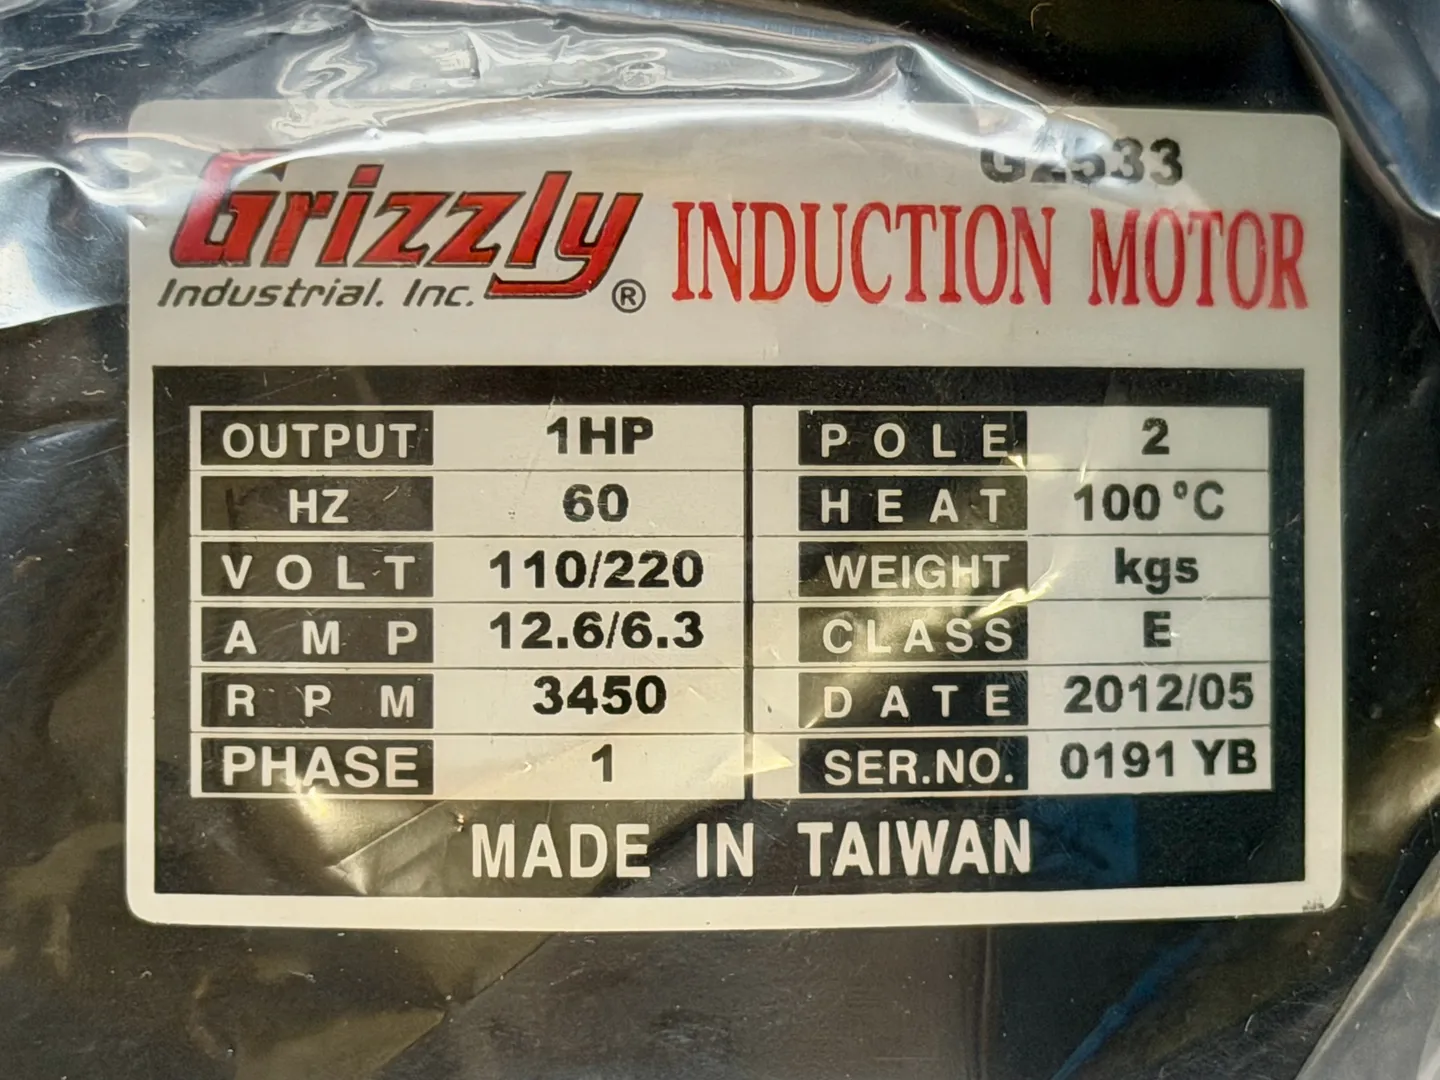 G2533
Grizzly
Industrial. Inc. ®
INDUCTION MOTOR
OUTPUT 1HP POLE 2
HZ 60 HEAT 100 ºC
VOLT 110/220 WEIGHT kgs
AMP 12.6/6.3 CLASS E
RPM 3450 DATE 2012/05
PHASE 1 SER.NO. 0191 YB
MADE IN TAIWAN